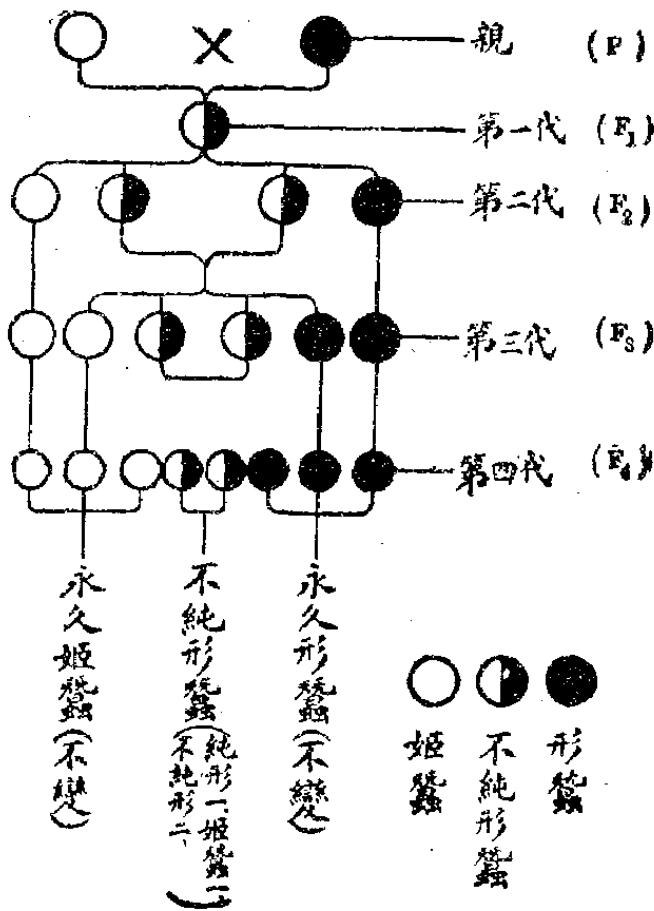 親 (P)
第一代 (F₁)
第二代 (F₂)
第三代 (F₃)
第四代 (F₄)
永久形蠶(不變)
不純形蠶(純形一、姬蠶一、不純形二、)
永久姬蠶(不變)
形蠶
不純形蠶
姬蠶